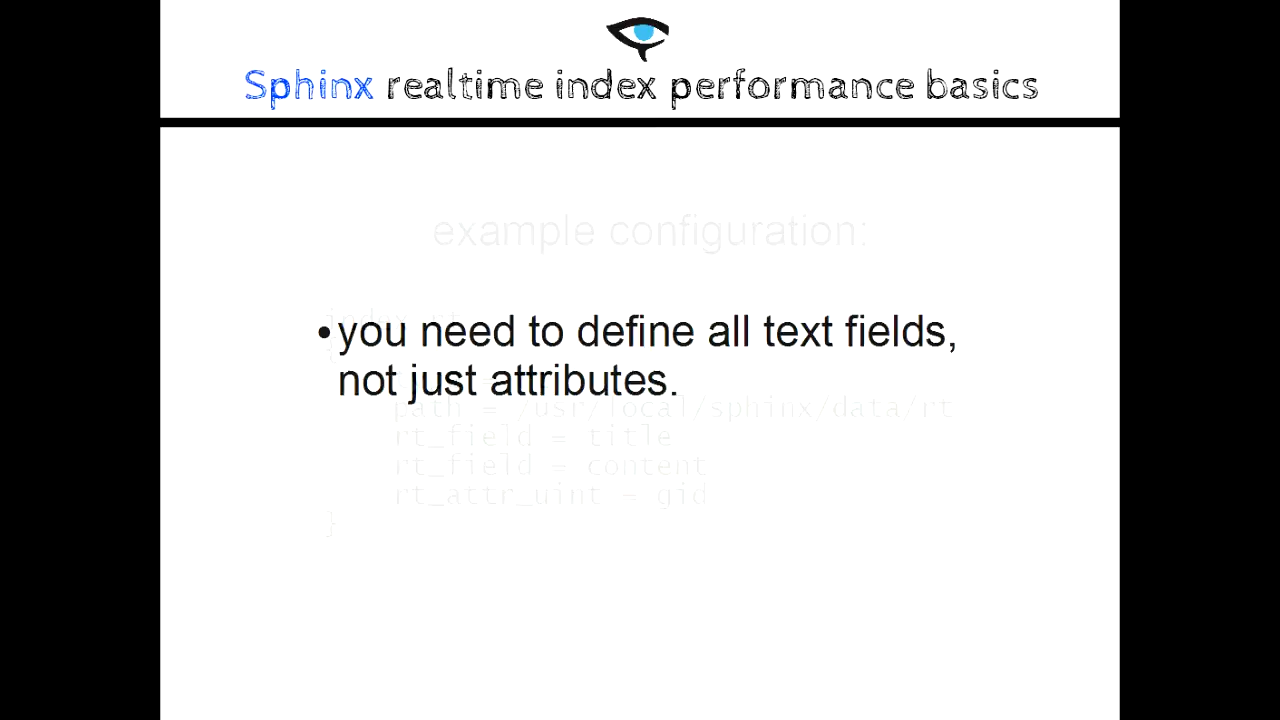 Sphinx realtime index performance basics
example configuration:
•you need to define all text fields,
not just attributes.
path = /usr/local/sphinx/data/rt
rt_field = title
rt_field = content
rt_attr_uint = gid
}